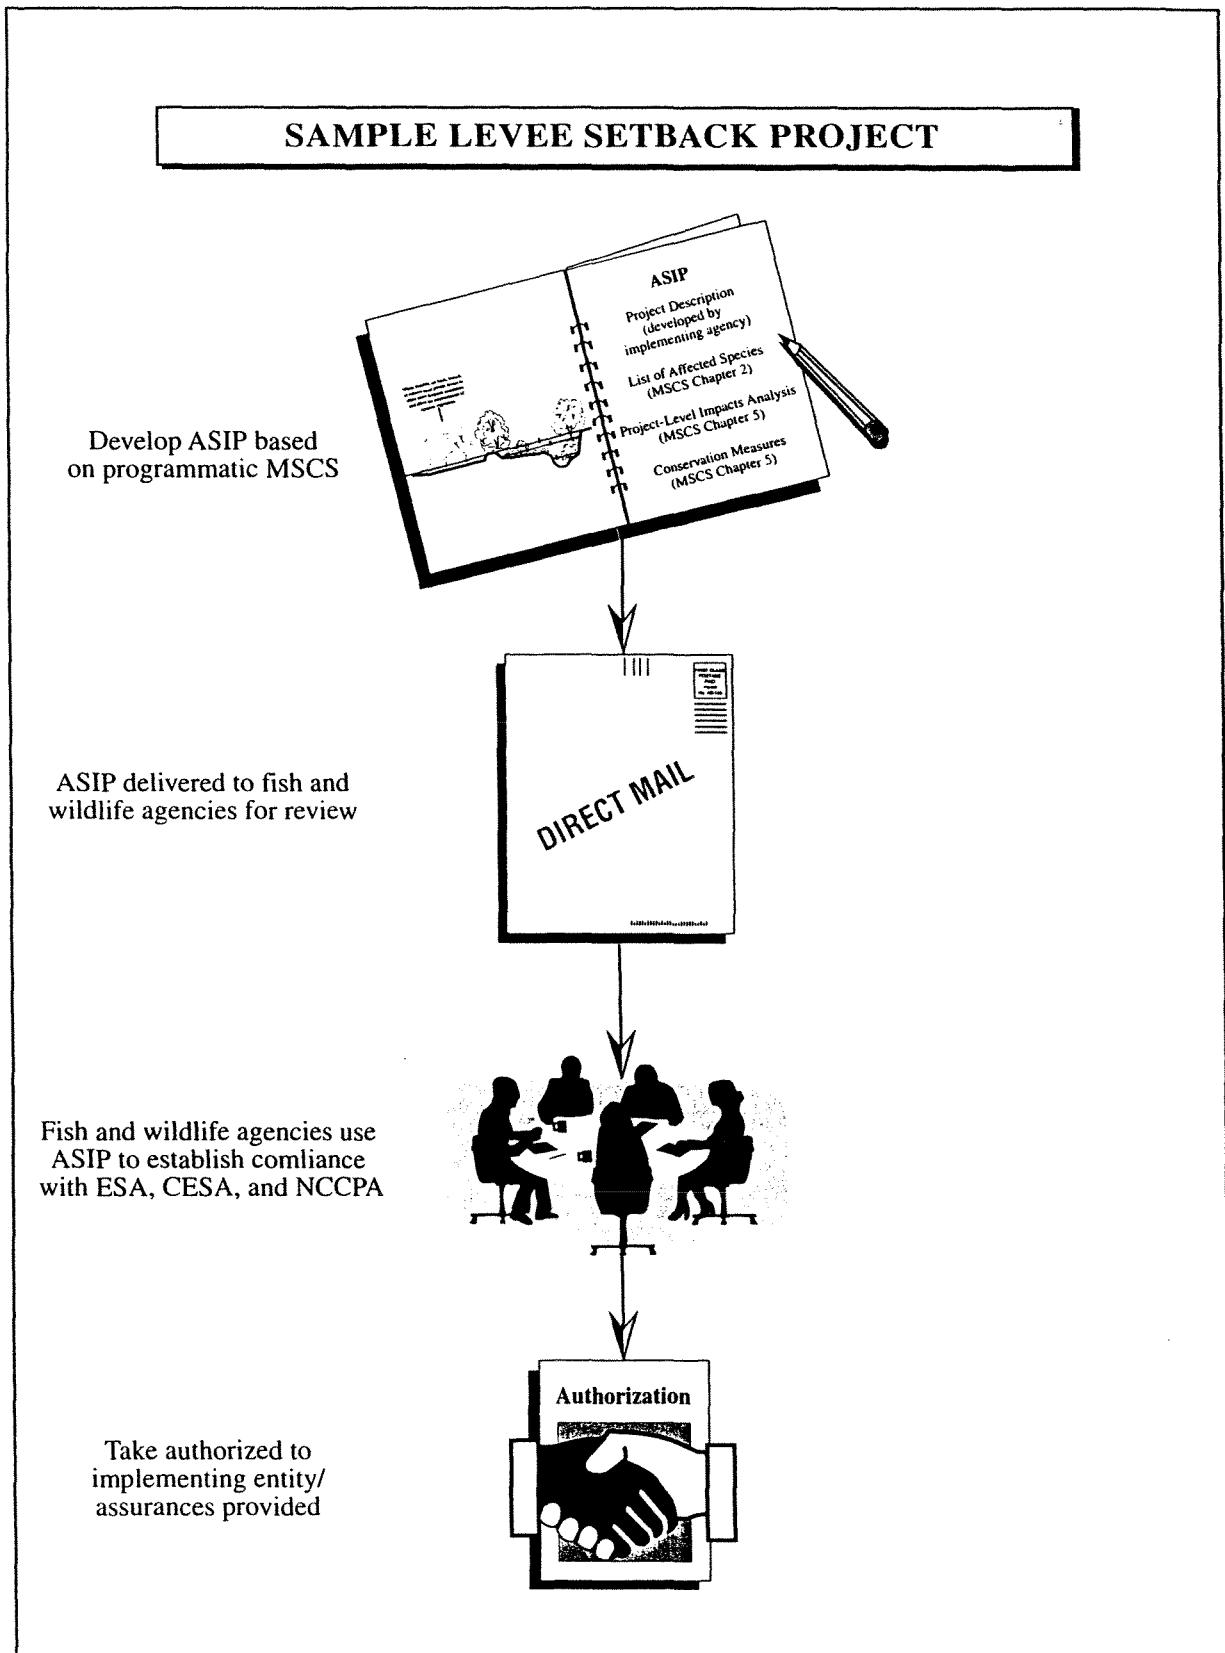 SAMPLE LEVEE SETBACK PROJECT
ASIP
Project Description
(developed by
implementing agency)
List of Affected Species
(MSCS Chapter 2)
Project-Level Impacts Analysis
(MSCS Chapter 5)
Conservation Measures
(MSCS Chapter 5)
Develop ASIP based
on programmatic MSCS
DIRECT MAIL
ASIP delivered to fish and
wildlife agencies for review
Fish and wildlife agencies use
ASIP to establish comliance
with ESA, CESA, and NCCPA
Authorization
Take authorized to
implementing entity/
assurances provided